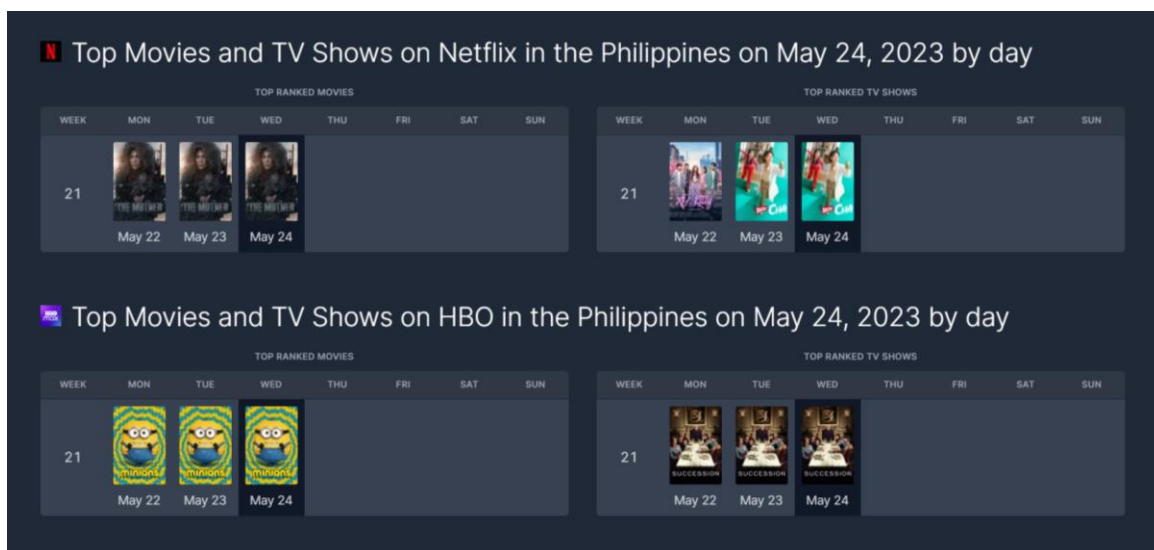 N Top Movies and TV Shows on Netflix in the Philippines on May 24, 2023 by day
TOP RANKED MOVIES
WEEK MON TUE WED THU FRI SAT SUN
21
THE MOTHER THE MOTHER THE MOTHER
May 22 May 23 May 24
TOP RANKED TV SHOWS
WEEK MON TUE WED THU FRI SAT SUN
21
May 22 May 23 May 24
HBO max Top Movies and TV Shows on HBO in the Philippines on May 24, 2023 by day
TOP RANKED MOVIES
WEEK MON TUE WED THU FRI SAT SUN
21
minions minions minions
May 22 May 23 May 24
TOP RANKED TV SHOWS
WEEK MON TUE WED THU FRI SAT SUN
21
SUCCESSION SUCCESSION SUCCESSION
May 22 May 23 May 24